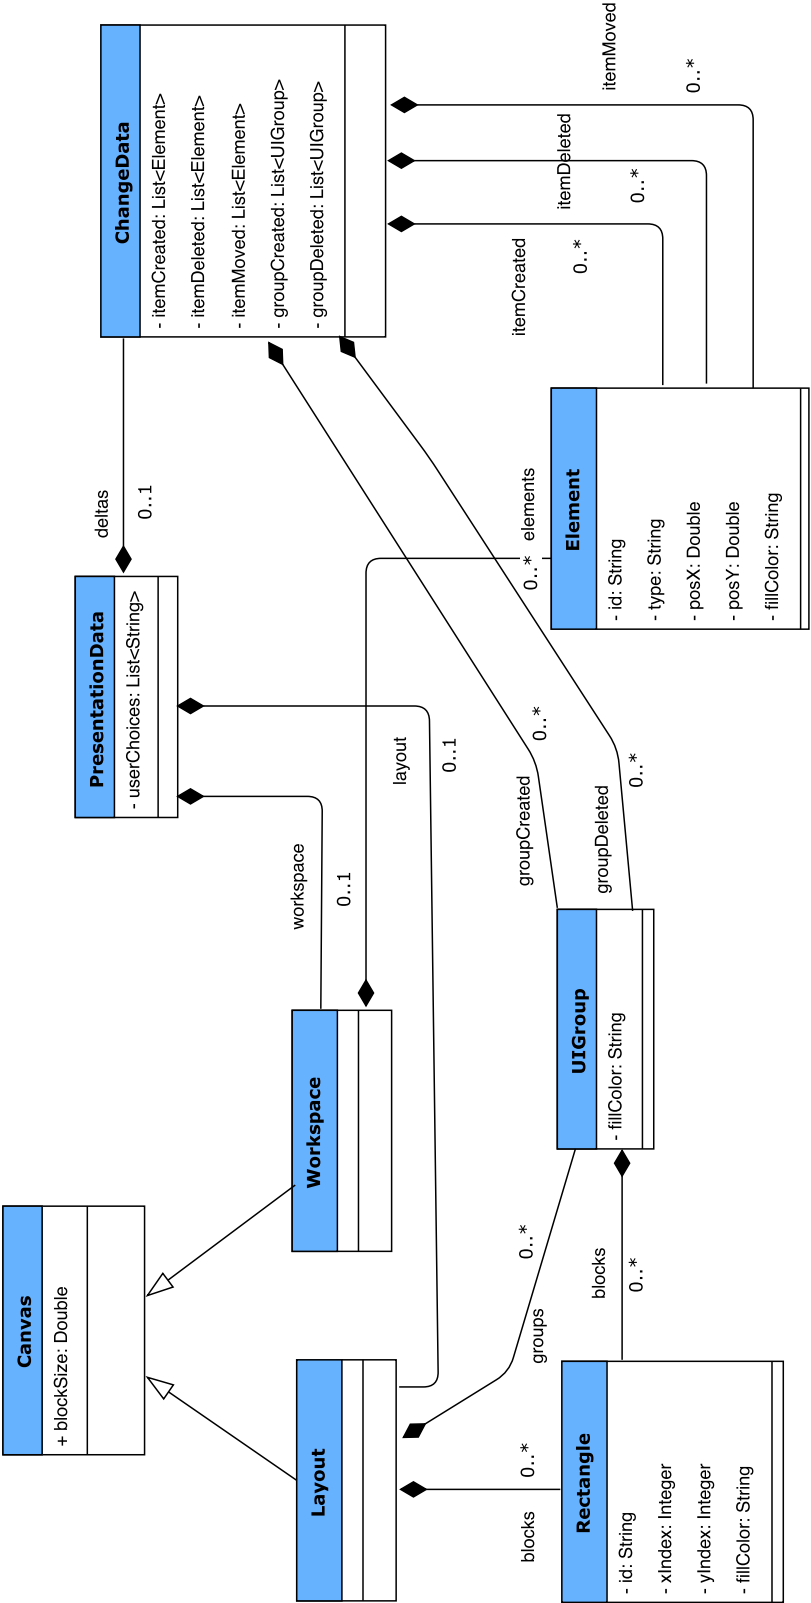 Canvas
+ blockSize: Double
Layout
Workspace
PresentationData
- userChoices: List<String>
ChangeData
- itemCreated: List<Element>
- itemDeleted: List<Element>
- itemMoved: List<Element>
- groupCreated: List<UIGroup>
- groupDeleted: List<UIGroup>
deltas
0..1
workspace
0..1
layout
0..1
elements
0..*
itemCreated
0..*
itemDeleted
0..*
itemMoved
0..*
groupCreated
0..*
groupDeleted
0..*
groups
0..*
blocks
0..*
blocks
0..*
Rectangle
- id: String
- xIndex: Integer
- yIndex: Integer
- fillColor: String
UIGroup
- fillColor: String
Element
- id: String
- type: String
- posX: Double
- posY: Double
- fillColor: String